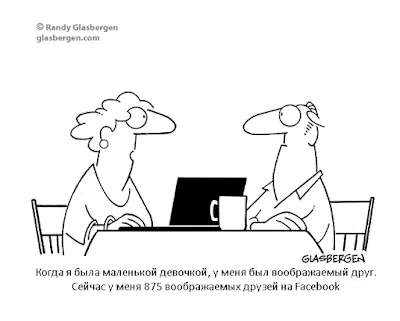 © Randy Glasbergen
glasbergen.com
GLASBERGEN
Когда я была маленькой девочкой, у меня был воображаемый друг.
Сейчас у меня 875 воображаемых друзей на Facebook